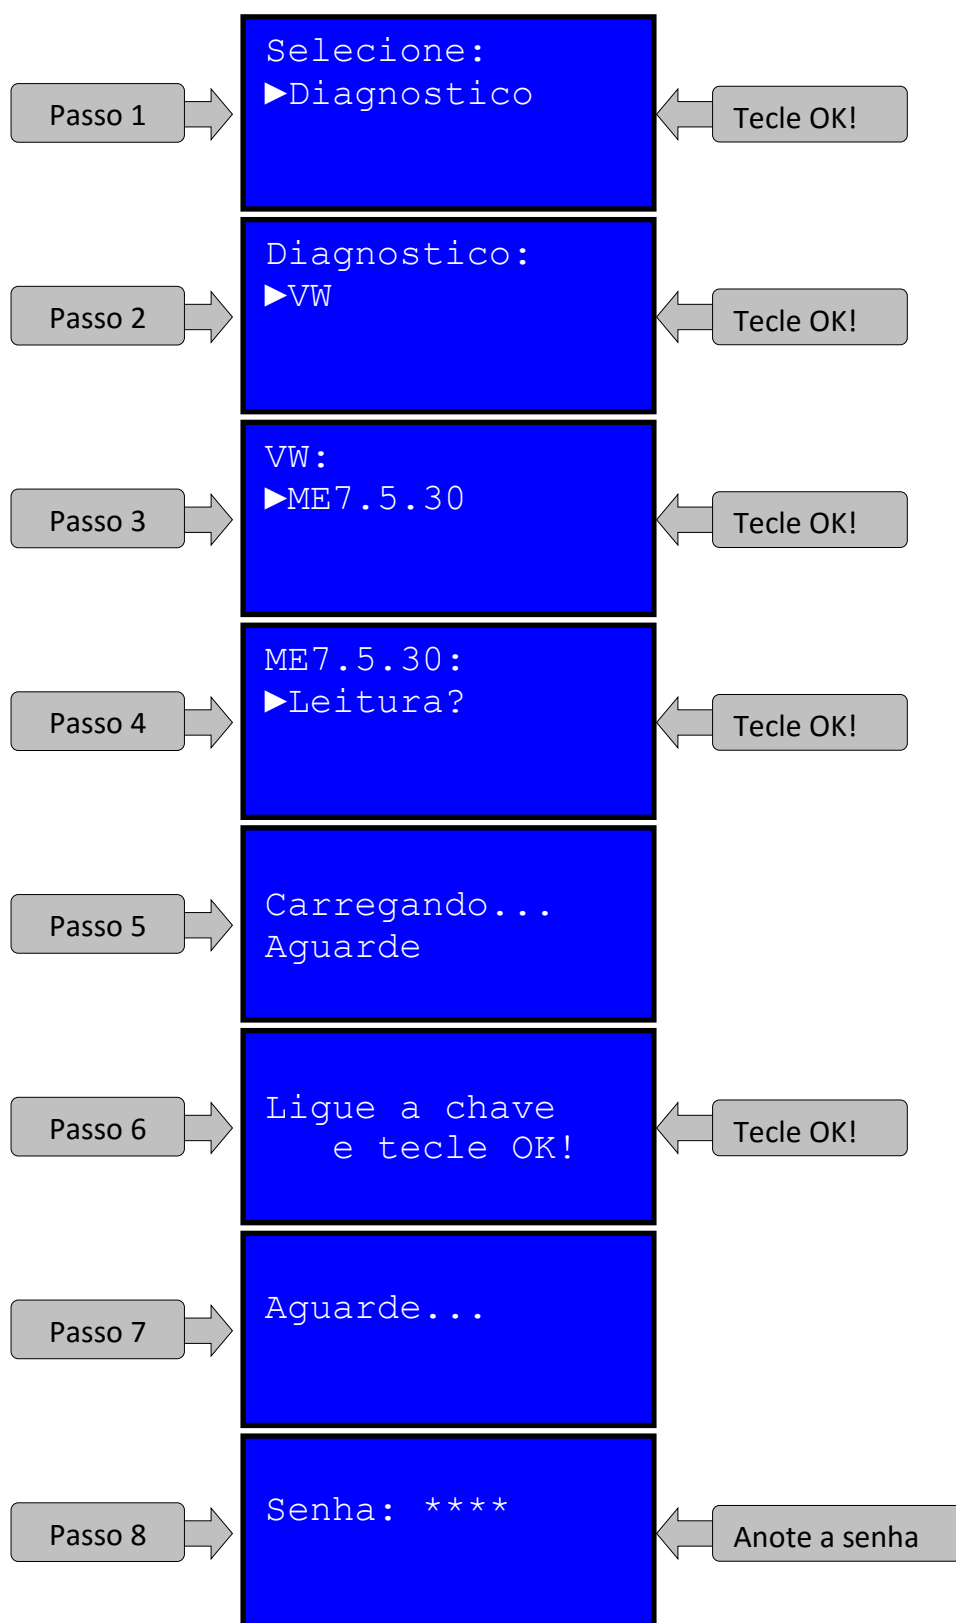 Passo 1
Selecione:
►Diagnostico
Tecle OK!
Passo 2
Diagnostico:
►VW
Tecle OK!
Passo 3
VW:
►ME7.5.30
Tecle OK!
Passo 4
ME7.5.30:
►Leitura?
Tecle OK!
Passo 5
Carregando...
Aguarde
Passo 6
Ligue a chave
e tecle OK!
Tecle OK!
Passo 7
Aguarde...
Passo 8
Senha: ****
Anote a senha